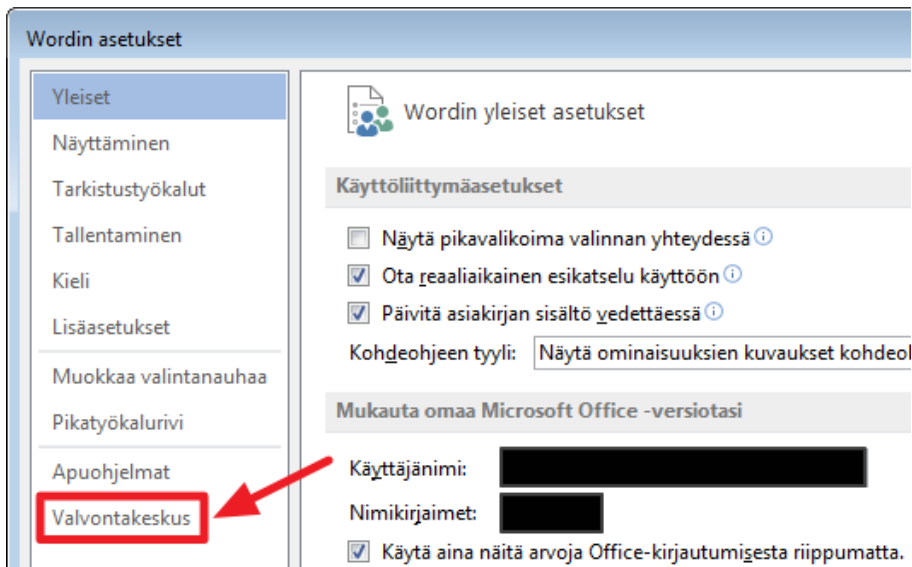 Wordin asetukset
Yleiset
Näyttäminen
Tarkistustyökalut
Tallentaminen
Kieli
Lisäasetukset
Muokkaa valintanauhaa
Pikatyökalurivi
Apuohjelmat
Valvontakeskus
Wordin yleiset asetukset
Käyttöliittymäasetukset
Näytä pikavalikoima valinnan yhteydessä
Ota reaaliaikainen esikatselu käyttöön
Päivitä asiakirjan sisältö vedettäessä
Kohdeohjeen tyyli: Näytä ominaisuuksien kuvaukset
Mukauta omaa Microsoft Office -versiotasi
Käyttäjänimi:
Nimikirjaimet:
Käytä aina näitä arvoja Office-kirjautumisesta riippumatta.